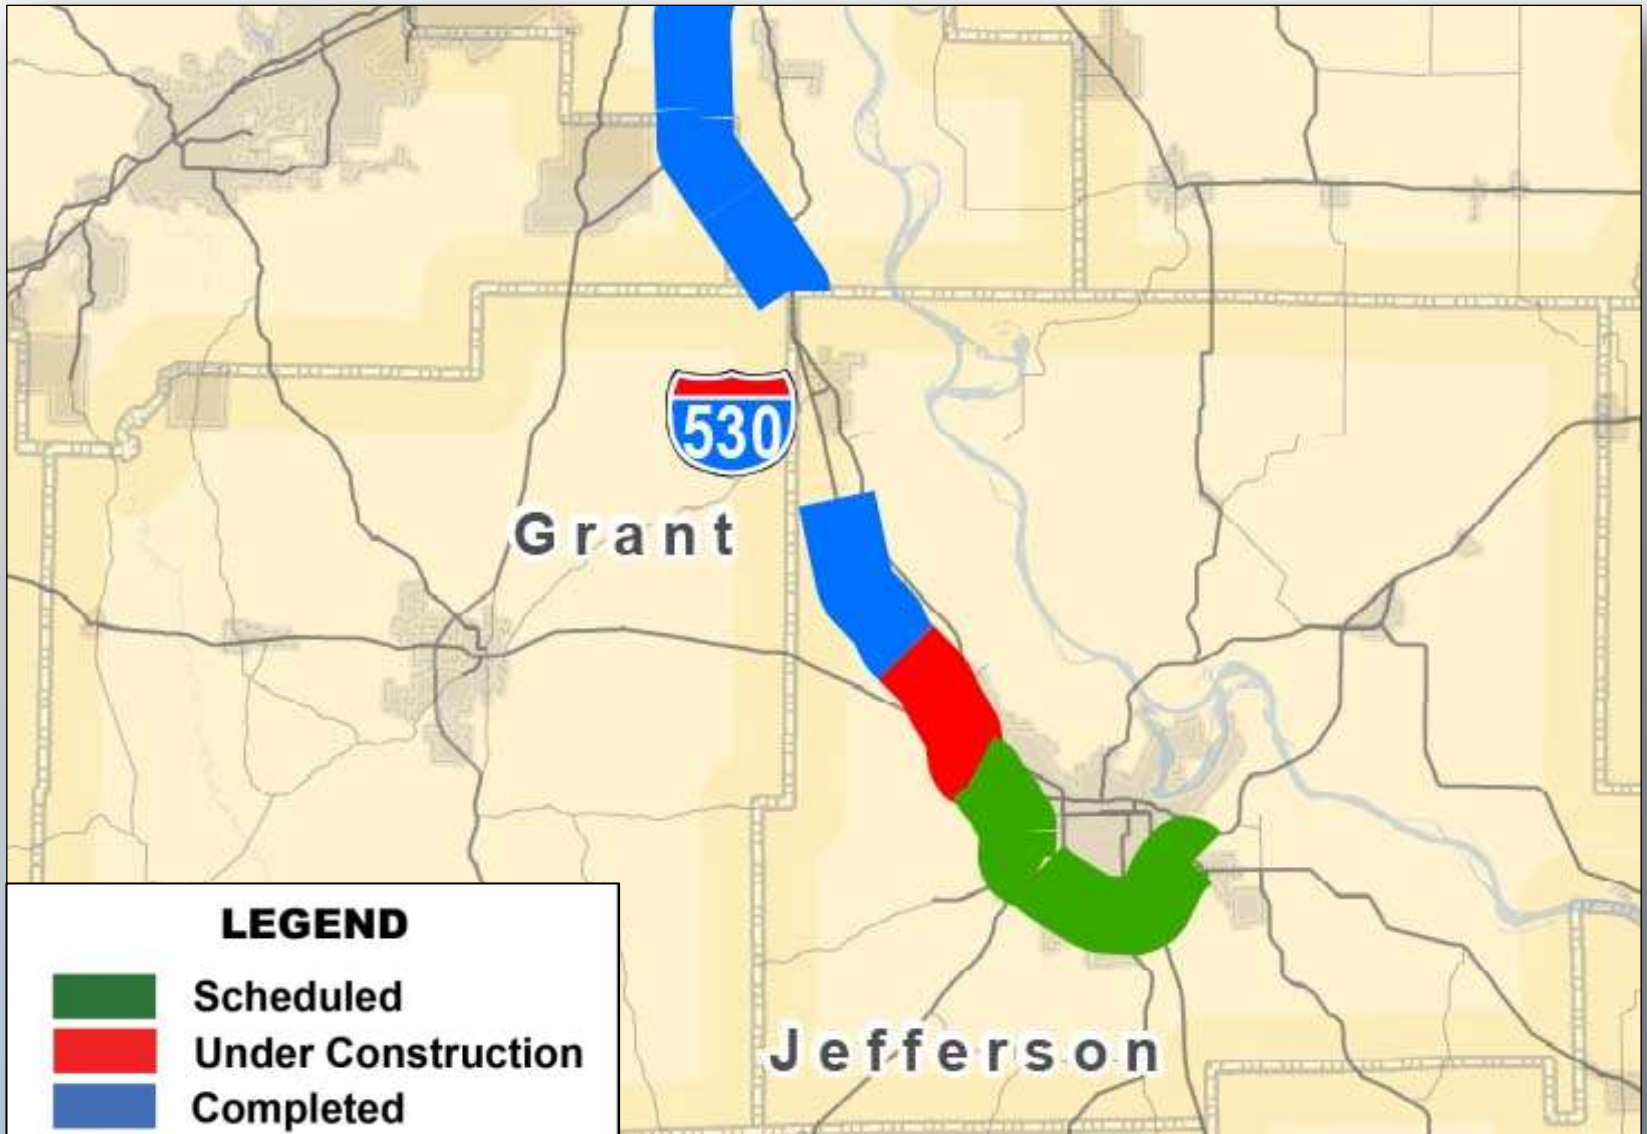 530
Grant
Jefferson
LEGEND
Scheduled
Under Construction
Completed